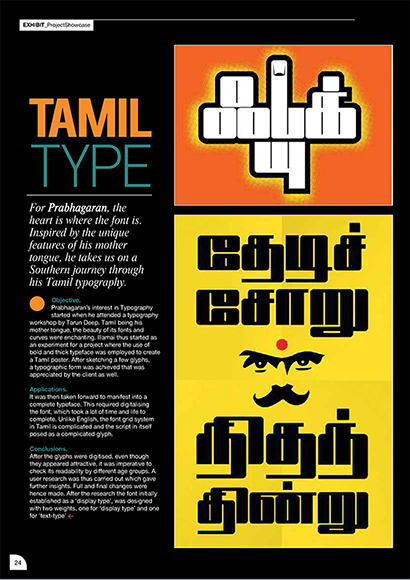 EXHIBIT_ProjectShowcase
TAMIL
TYPE
For Prabhagaran, the
heart is where the font is.
Inspired by the unique
features of his mother
tongue, he takes us on a
Southern journey through
his Tamil typography.
Objective.
Prabhagaran's interest in Typography
started when he attended a typography
workshop by Tarun Deep. Tamil being his
mother tongue, the beauty of its fonts and
curves were enchanting. Ilamai thus started as
an experiment for a project where the use of
bold and thick typeface was employed to create
a Tamil poster. After sketching a few glyphs,
a typographic form was achieved that was
appreciated by the client as well.
Applications.
It was then taken forward to manifest into a
complete typeface. This required digitalising
the font, which took a lot of time and life to
complete. Unlike English, the font grid system
in Tamil is complicated and the script in itself
posed as a complicated glyph.
Conclusions.
After the glyphs were digitised, even though
they appeared attractive, it was imperative to
check its readability by different age groups. A
user research was thus carried out which gave
further insights. Full and final changes were
hence made. After the research the font initially
established as a 'display type', was designed
with two weights, one for 'display type' and one
for 'text-type'
தேடிச்
சோறு
நிதந்
தின்று
24